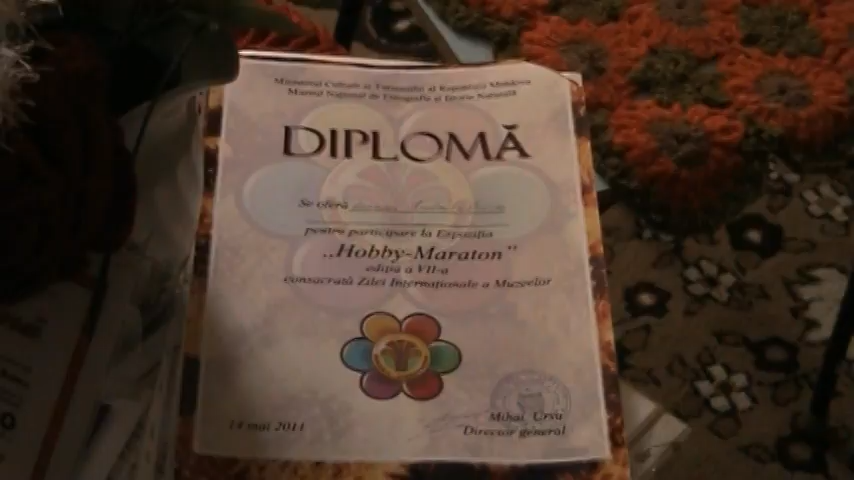 Ministerul Culturii și Turismului al Republicii Moldova
Muzeul Național de Etnografie și Istorie Naturală
DIPLOMĂ
Se oferă
pentru participare la Expoziția
„Hobby-Maraton”
ediția a VII-a
consacrată Zilei Internaționale a Muzeelor
14 mai 2011
Mihai Ursu
Director general